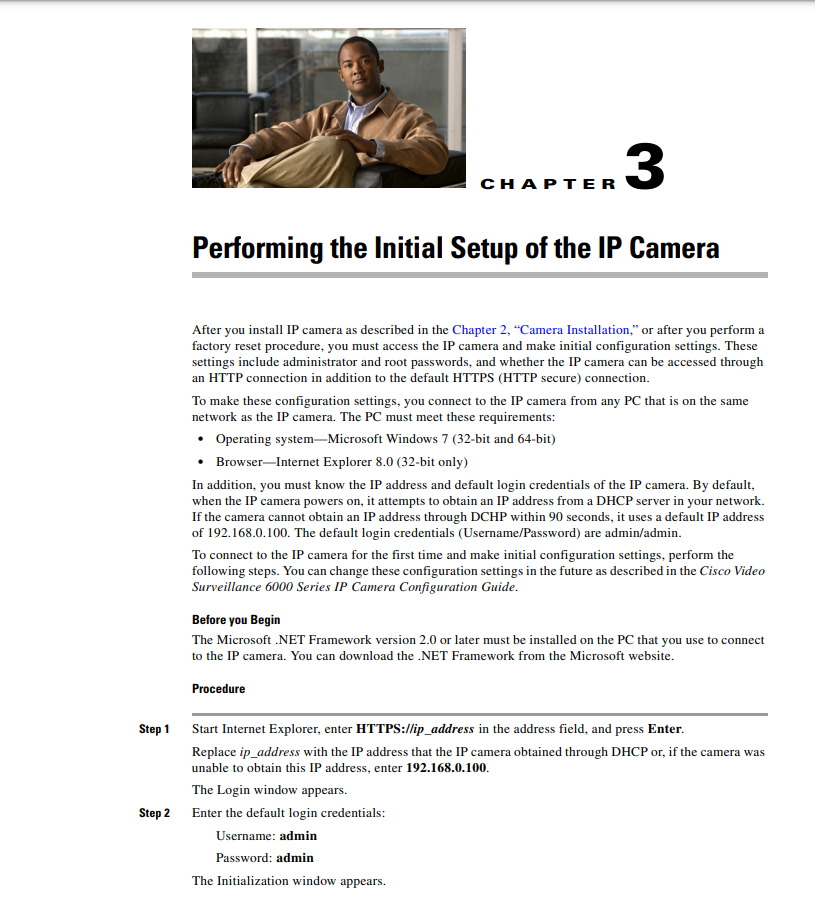 CHAPTER 3
Performing the Initial Setup of the IP Camera
After you install IP camera as described in the Chapter 2, “Camera Installation,” or after you perform a
factory reset procedure, you must access the IP camera and make initial configuration settings. These
settings include administrator and root passwords, and whether the IP camera can be accessed through
an HTTP connection in addition to the default HTTPS (HTTP secure) connection.
To make these configuration settings, you connect to the IP camera from any PC that is on the same
network as the IP camera. The PC must meet these requirements:
• Operating system—Microsoft Windows 7 (32-bit and 64-bit)
• Browser—Internet Explorer 8.0 (32-bit only)
In addition, you must know the IP address and default login credentials of the IP camera. By default,
when the IP camera powers on, it attempts to obtain an IP address from a DHCP server in your network.
If the camera cannot obtain an IP address through DCHP within 90 seconds, it uses a default IP address
of 192.168.0.100. The default login credentials (Username/Password) are admin/admin.
To connect to the IP camera for the first time and make initial configuration settings, perform the
following steps. You can change these configuration settings in the future as described in the Cisco Video
Surveillance 6000 Series IP Camera Configuration Guide.
Before you Begin
The Microsoft .NET Framework version 2.0 or later must be installed on the PC that you use to connect
to the IP camera. You can download the .NET Framework from the Microsoft website.
Procedure
Step 1 Start Internet Explorer, enter HTTPS://ip_address in the address field, and press Enter.
Replace ip_address with the IP address that the IP camera obtained through DHCP or, if the camera was
unable to obtain this IP address, enter 192.168.0.100.
The Login window appears.
Step 2 Enter the default login credentials:
Username: admin
Password: admin
The Initialization window appears.